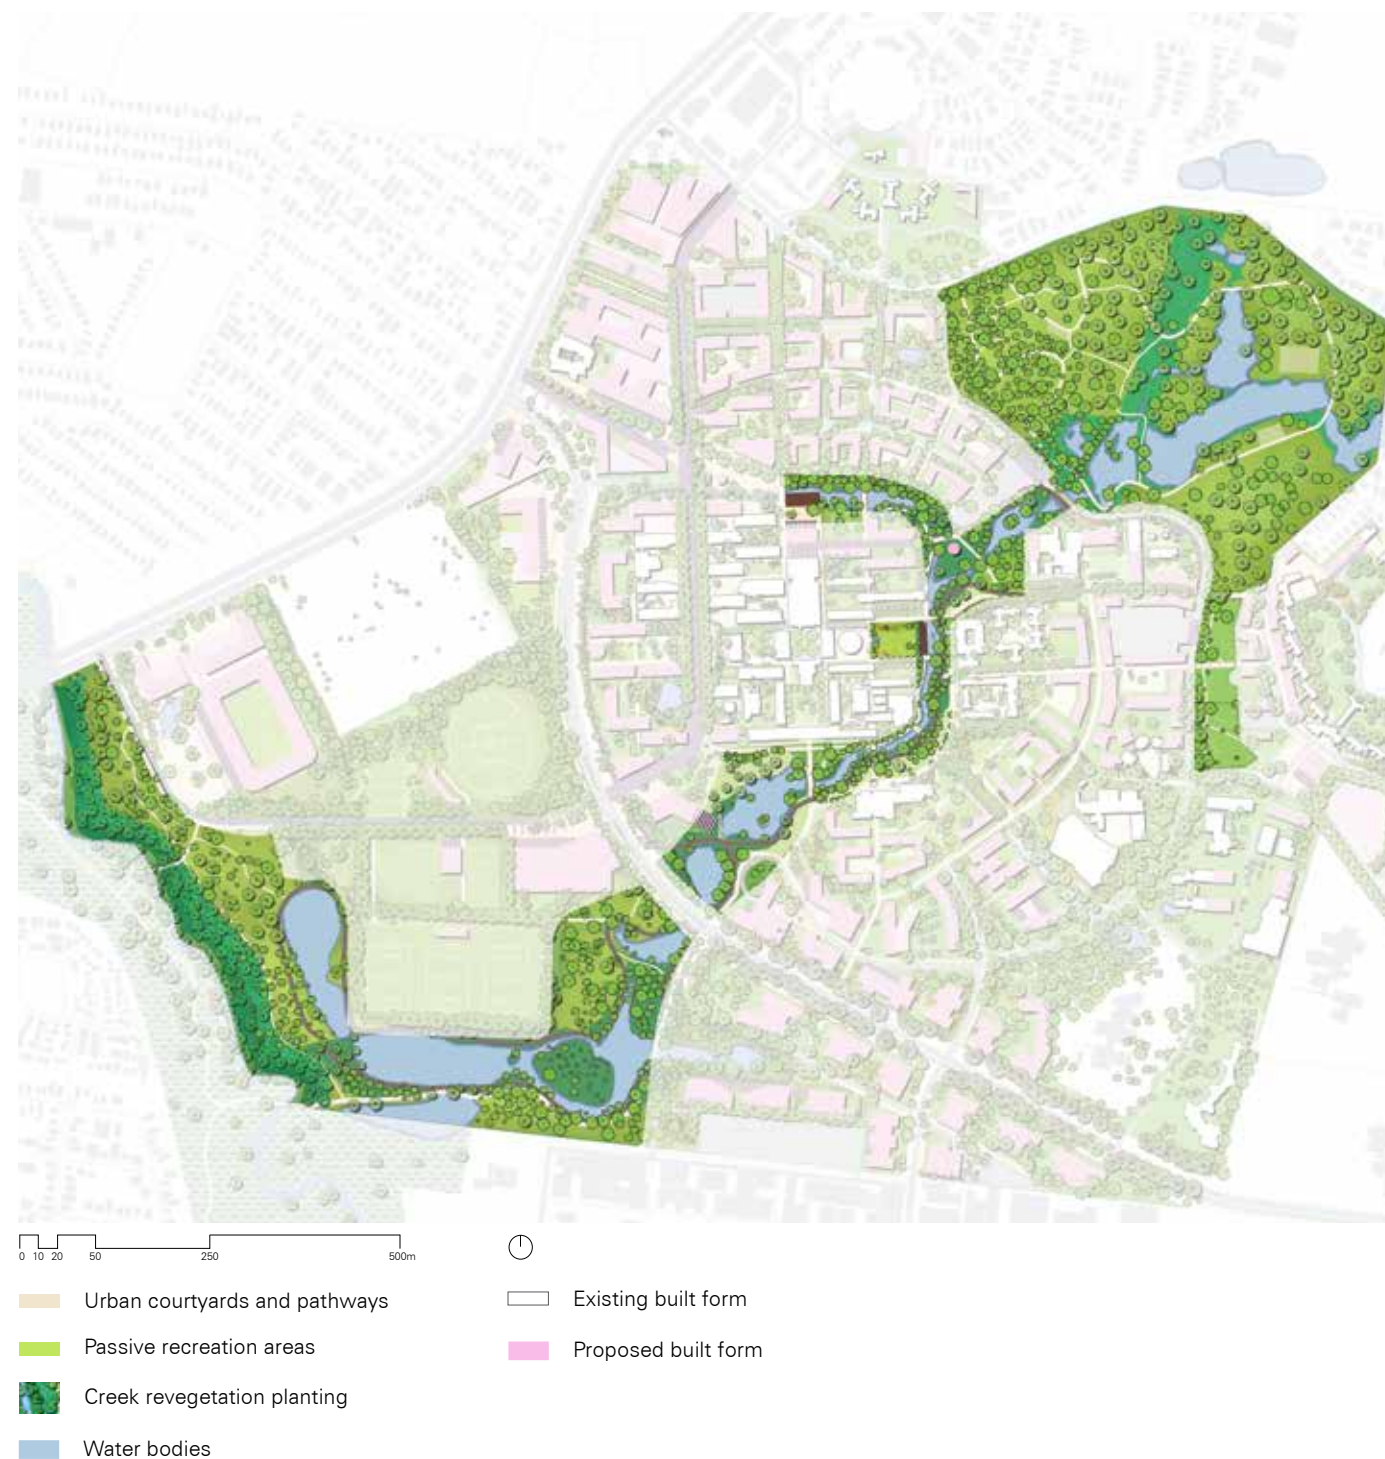 0 10 20 50 250 500m
Urban courtyards and pathways
Existing built form
Passive recreation areas
Proposed built form
Creek revegetation planting
Water bodies